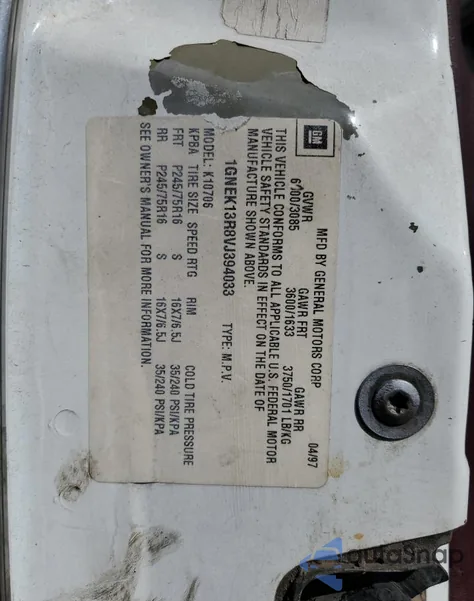 GM
MFD BY GENERAL MOTORS CORP 04/97
GVWR GAWR FRT GAWR RR
3600/1633 3750/1701 LB/KG
THIS VEHICLE CONFORMS TO ALL APPLICABLE U.S. FEDERAL MOTOR
VEHICLE SAFETY STANDARDS IN EFFECT ON THE DATE OF
MANUFACTURE SHOWN ABOVE.
1GNEK13R8VJ394033 TYPE: M.P.V.
MODEL: K10706
KPBA TIRE SIZE SPEED RTG RIM COLD TIRE PRESSURE
FRT P245/75R16 S 16X7/6.5J 35/240 PSI/KPA
RR P245/75R16 S 16X7/6.5J 35/240 PSI/KPA
SEE OWNER'S MANUAL FOR MORE INFORMATION.
autoSnap